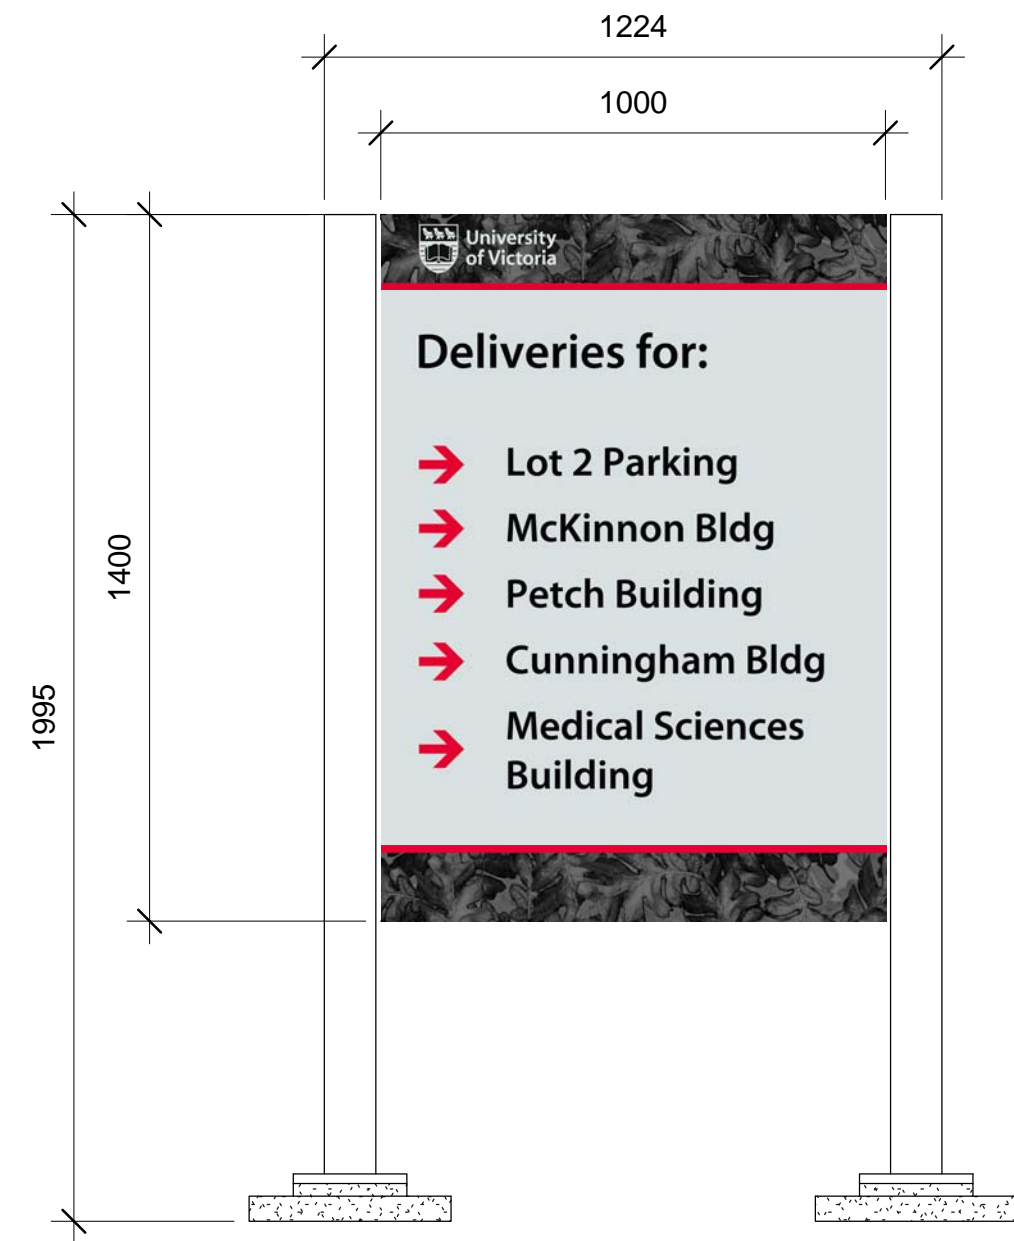 1224
1000
University
of Victoria
Deliveries for:
Lot 2 Parking
McKinnon Bldg
Petch Building
Cunningham Bldg
Medical Sciences
Building
1400
1995